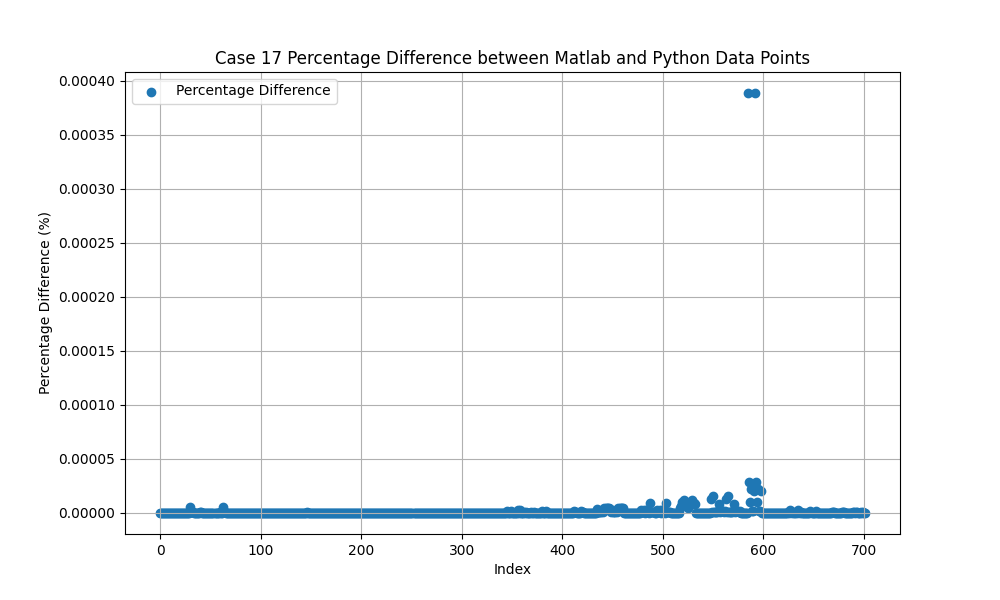 Case 17 Percentage Difference between Matlab and Python Data Points
Percentage Difference
Percentage Difference (%)
0.00040
0.00035
0.00030
0.00025
0.00020
0.00015
0.00010
0.00005
0.00000
0 100 200 300 400 500 600 700
Index